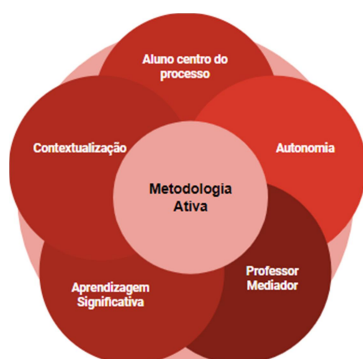 Aluno centro do
processo
Contextualização
Autonomia
Metodologia
Ativa
Aprendizagem
Significativa
Professor
Mediador